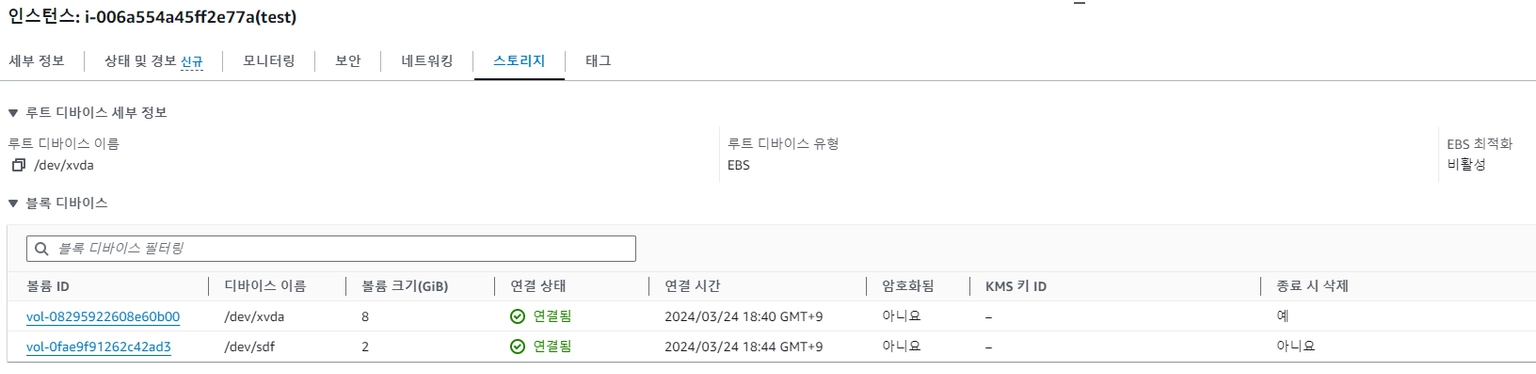 인스턴스: i-006a554a45ff2e77a(test)
세부 정보 상태 및 경보 신규 모니터링 보안 네트워킹 스토리지 태그
▼ 루트 디바이스 세부 정보
루트 디바이스 이름 루트 디바이스 유형 EBS 최적화
/dev/xvda EBS 비활성
▼ 블록 디바이스
블록 디바이스 필터링
볼륨 ID 디바이스 이름 볼륨 크기(GiB) 연결 상태 연결 시간 암호화됨 KMS 키 ID 종료 시 삭제
vol-08295922608e60b00 /dev/xvda 8 연결됨 2024/03/24 18:40 GMT+9 아니요 – 예
vol-0fae9f91262c42ad3 /dev/sdf 2 연결됨 2024/03/24 18:44 GMT+9 아니요 – 아니요